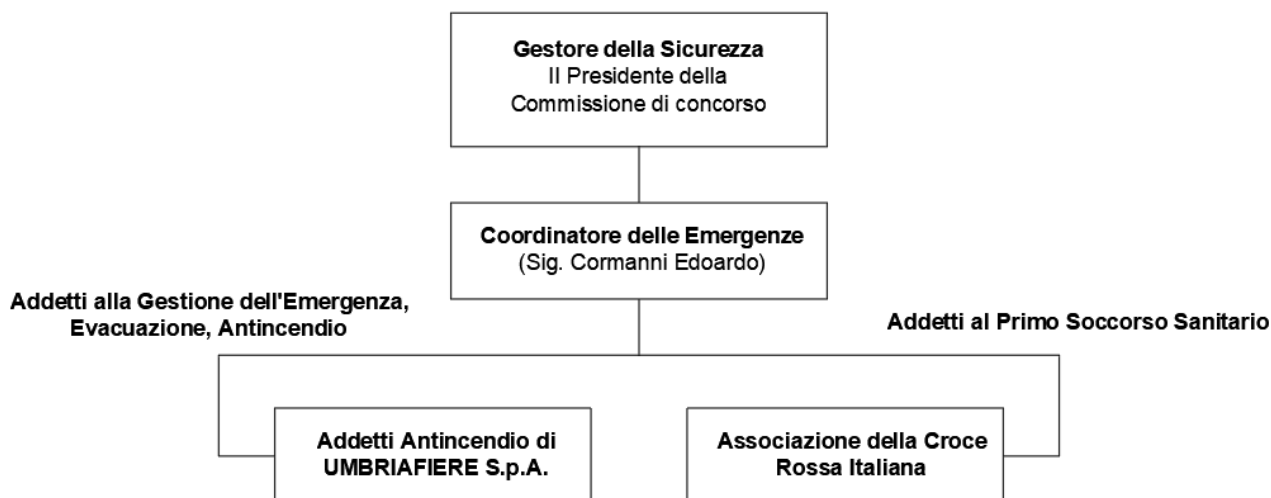 Gestore della Sicurezza
Il Presidente della
Commissione di concorso
Coordinatore delle Emergenze
(Sig. Cormanni Edoardo)
Addetti alla Gestione dell'Emergenza,
Evacuazione, Antincendio
Addetti al Primo Soccorso Sanitario
Addetti Antincendio di
UMBRIAFIERE S.p.A.
Associazione della Croce
Rossa Italiana